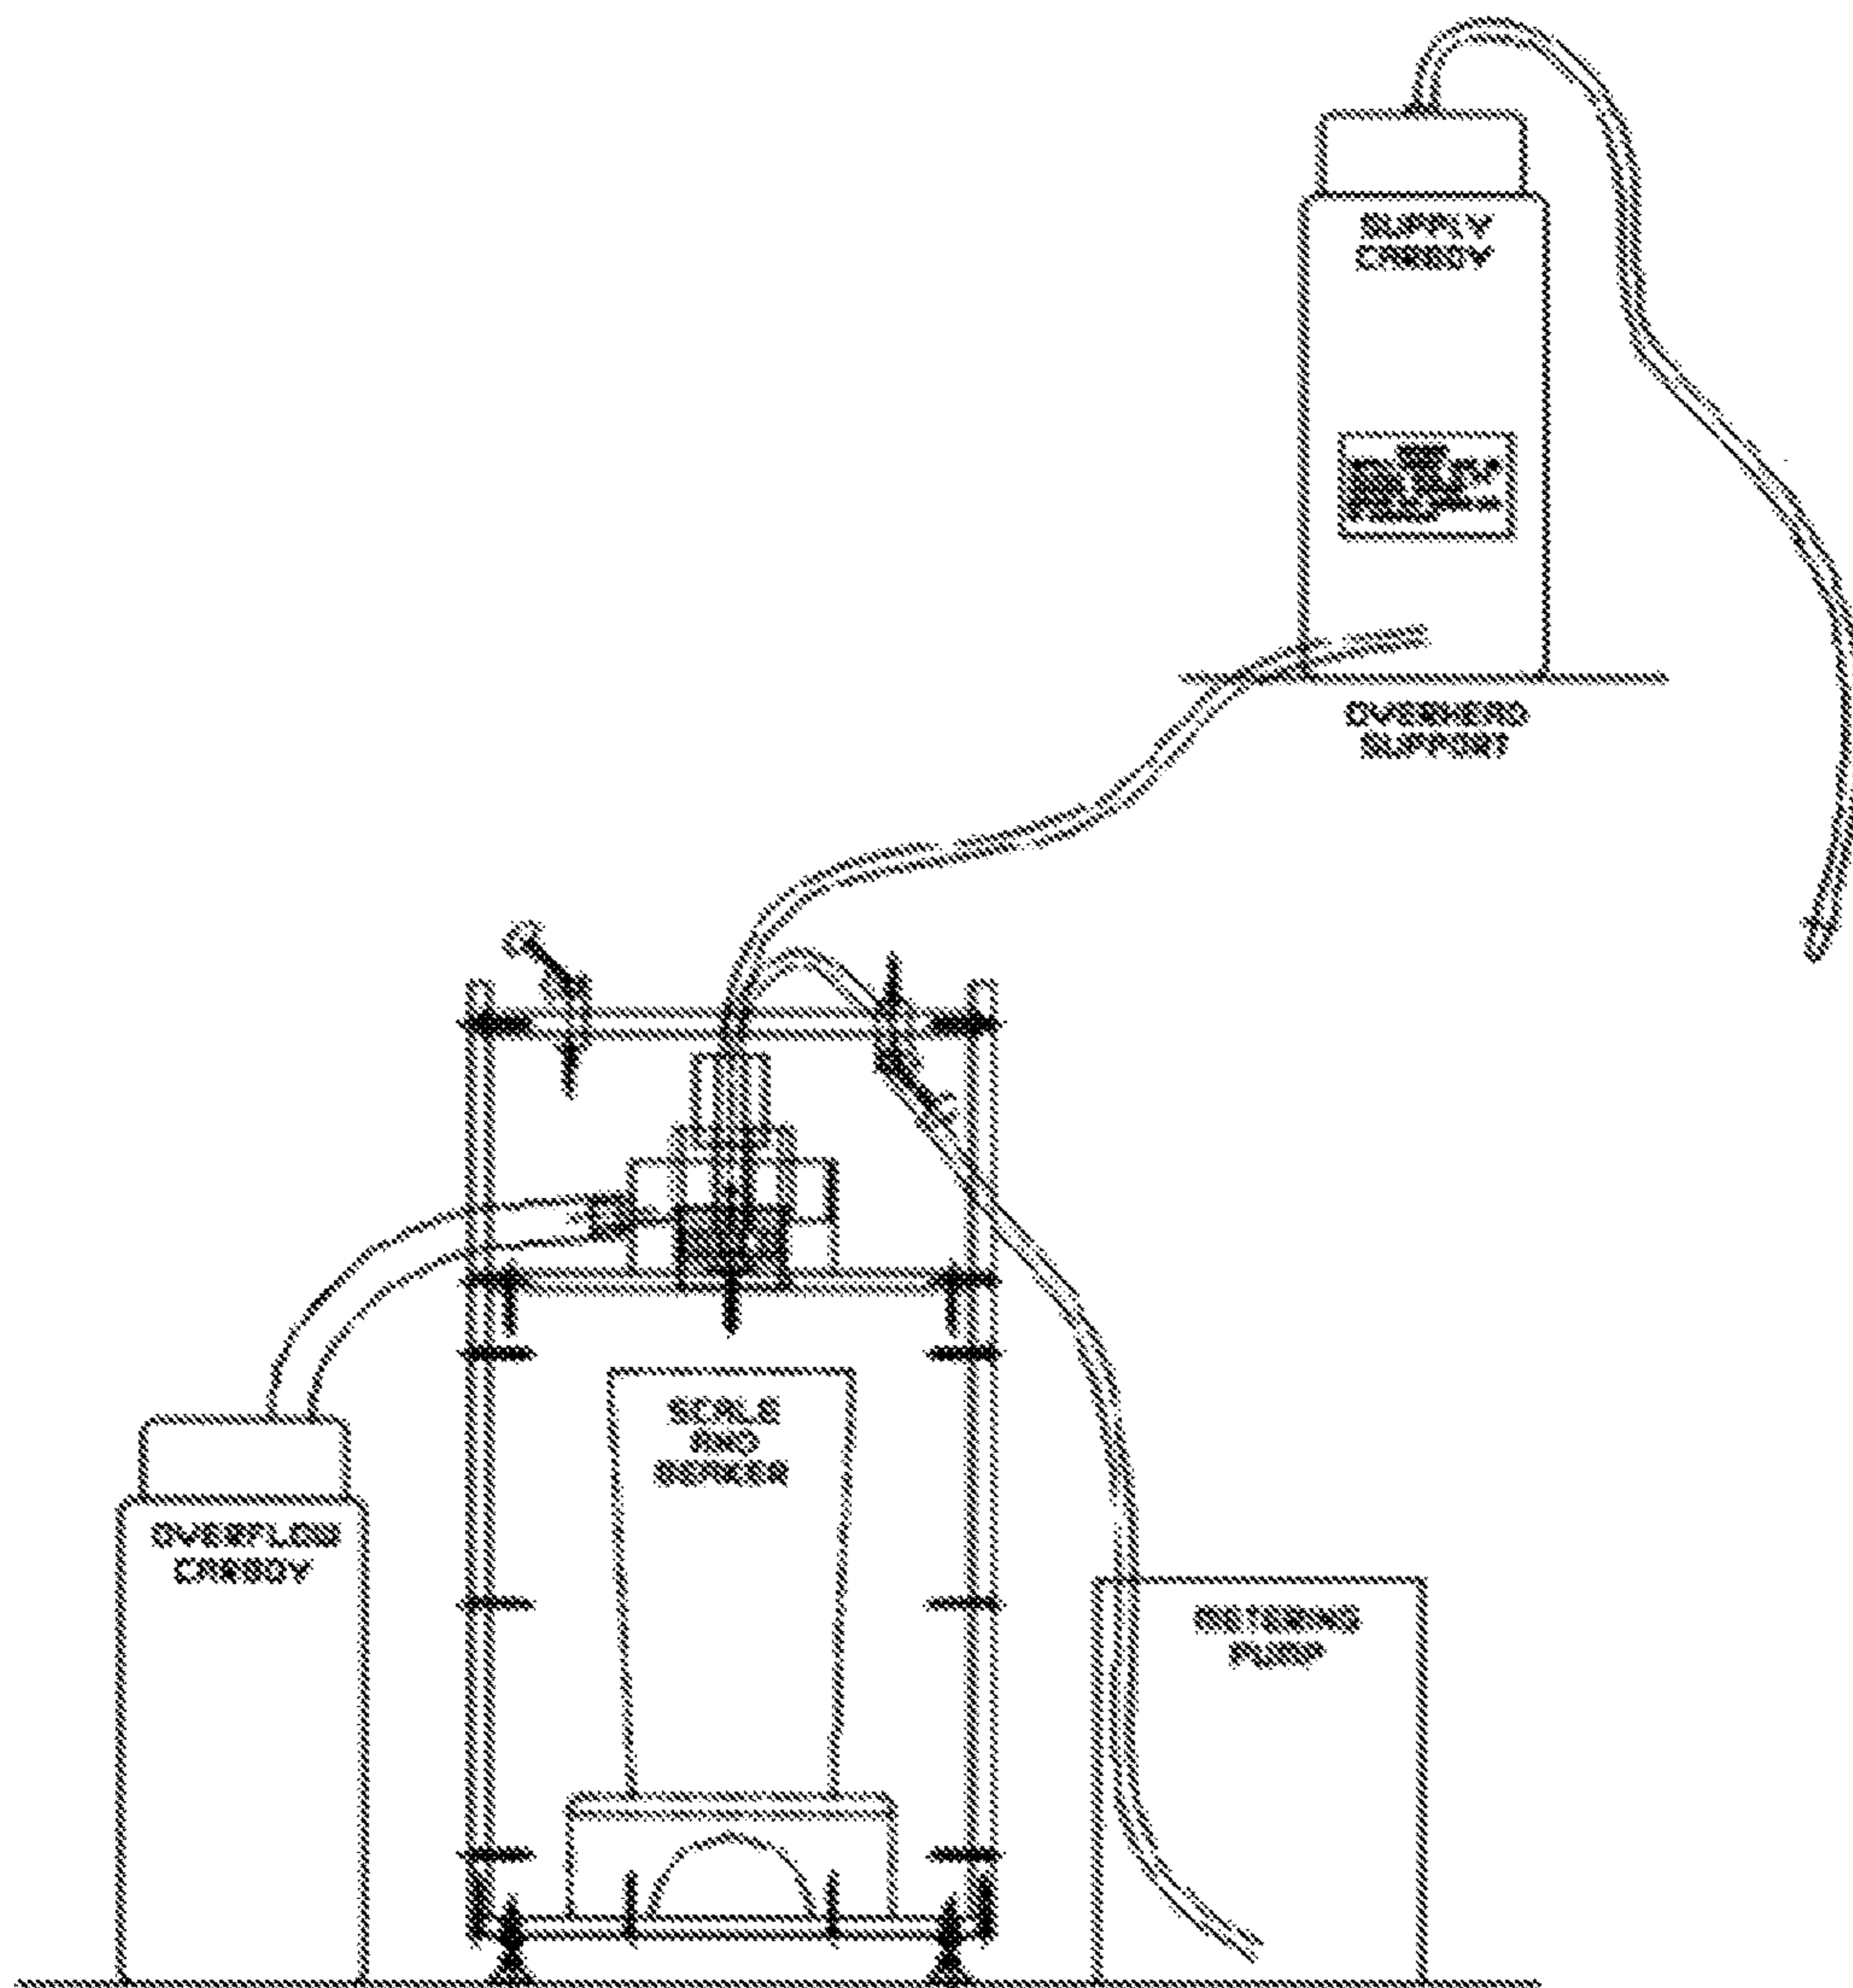 SUPPLY
CARBOY
OVERHEAD
SUPPORT
SCALE
AND
BEAKER
OVERFLOW
CARBOY
METERING
PUMP